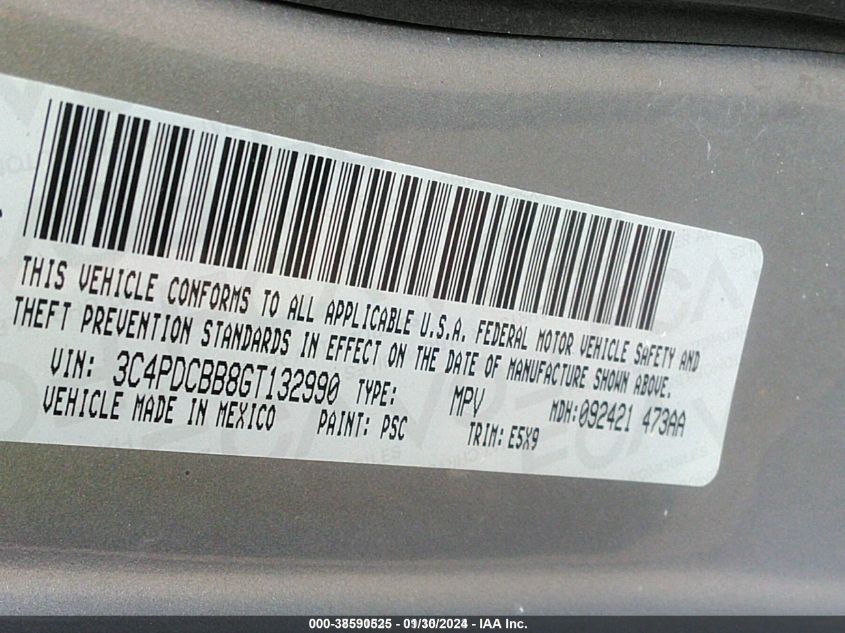 THIS VEHICLE CONFORMS TO ALL APPLICABLE U.S.A. FEDERAL MOTOR VEHICLE SAFETY AND
THEFT PREVENTION STANDARDS IN EFFECT ON THE DATE OF MANUFACTURE SHOWN ABOVE.
VIN: 3C4PDCBB8GT132990 TYPE: MPV MDH:092421 473AA
VEHICLE MADE IN MEXICO PAINT: PSC TRIM: E5X9
000-38590525 - 01/30/2024 - IAA Inc.